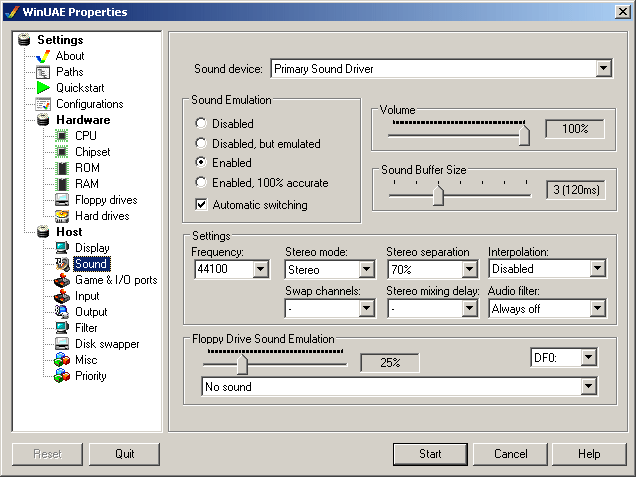 WinUAE Properties
Settings
About
Paths
Quickstart
Configurations
Hardware
CPU
Chipset
ROM
RAM
Floppy drives
Hard drives
Host
Display
Sound
Game & I/O ports
Input
Output
Filter
Disk swapper
Misc
Priority
Sound device: Primary Sound Driver
Sound Emulation
Disabled
Disabled, but emulated
Enabled
Enabled, 100% accurate
Automatic switching
Volume
100%
Sound Buffer Size
3 (120ms)
Settings
Frequency: Stereo mode: Stereo separation Interpolation:
44100 Stereo 70% Disabled
Swap channels: Stereo mixing delay: Audio filter:
- - Always off
Floppy Drive Sound Emulation
25% DF0:
No sound
Reset Quit Start Cancel Help